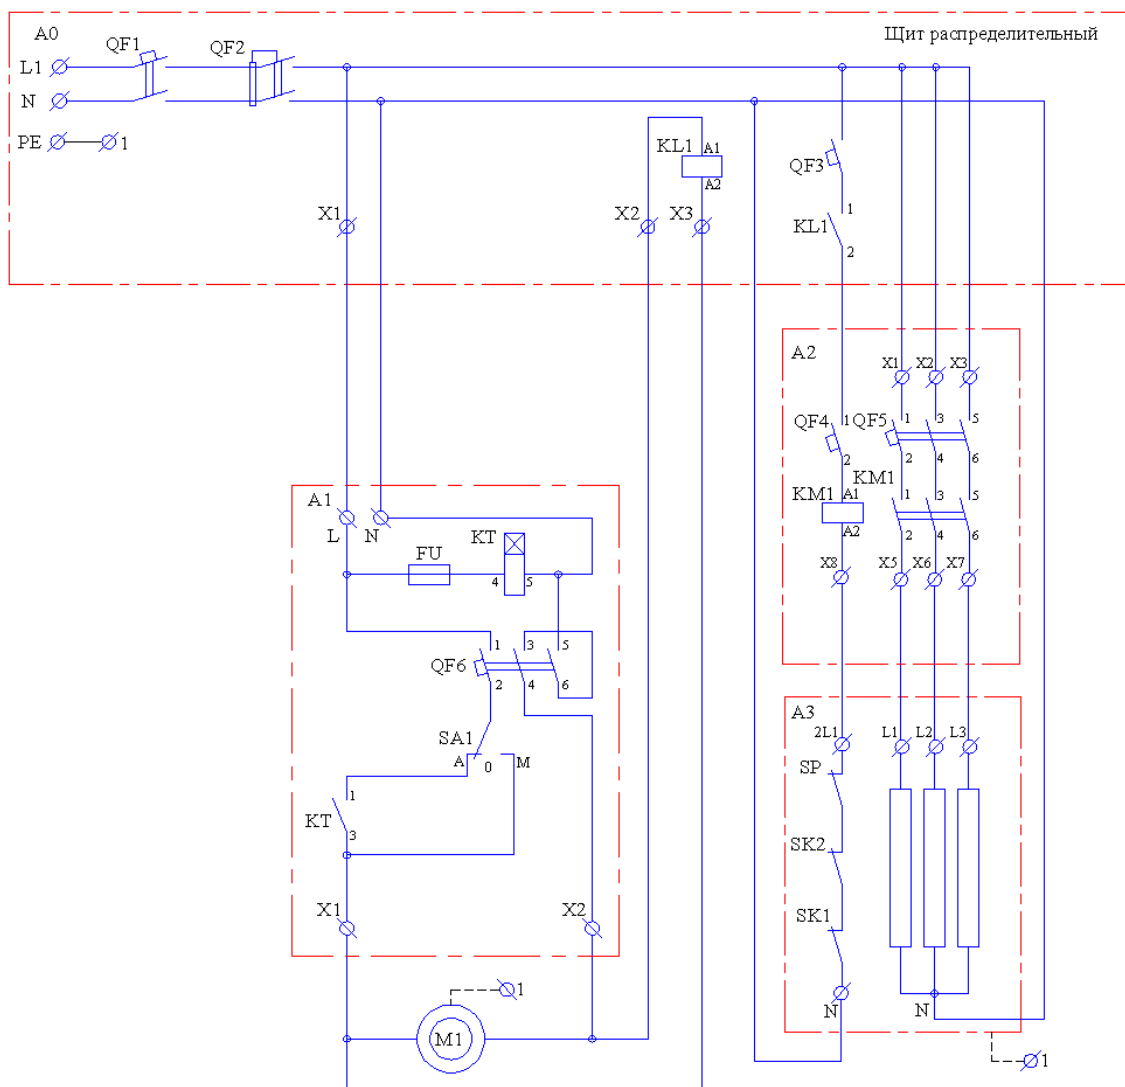 A0
Щит распределительный
QF1
QF2
L1
N
PE
1
KL1
A1
A2
QF3
X1
X2
X3
1
KL1
2
A2
X1
X2
X3
QF4
1
2
QF5
1
3
5
2
4
6
KM1
KM1
A1
A2
1
3
5
2
4
6
X8
X5
X6
X7
A1
L
N
FU
KT
4
5
QF6
1
3
5
2
4
6
SA1
A
0
M
KT
1
3
X1
X2
A3
2L1
L1
L2
L3
SP
SK2
SK1
N
N
1
M1
1